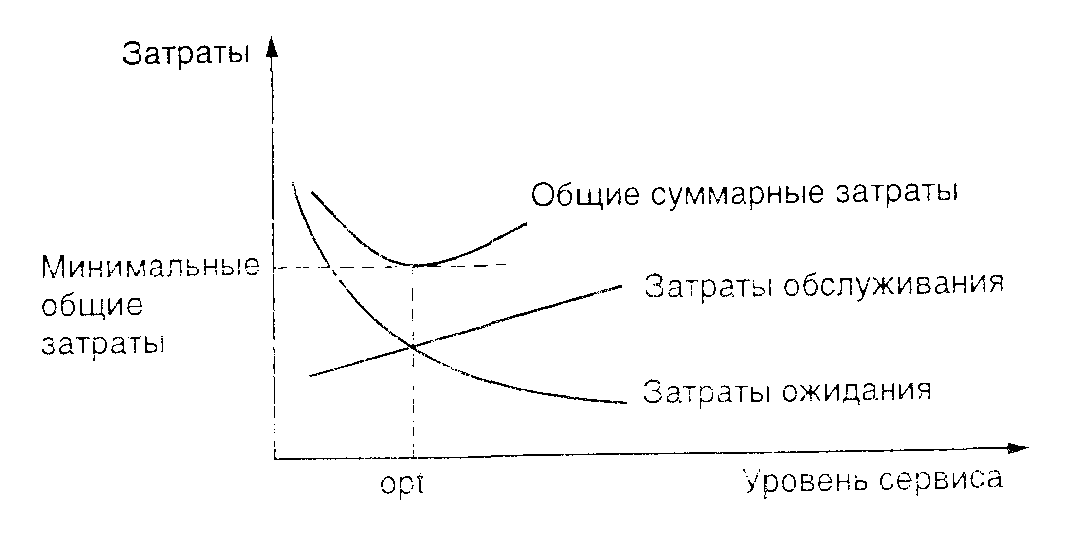 Затраты
Общие суммарные затраты
Минимальные
общие
затраты
Затраты обслуживания
Затраты ожидания
opt
Уровень сервиса